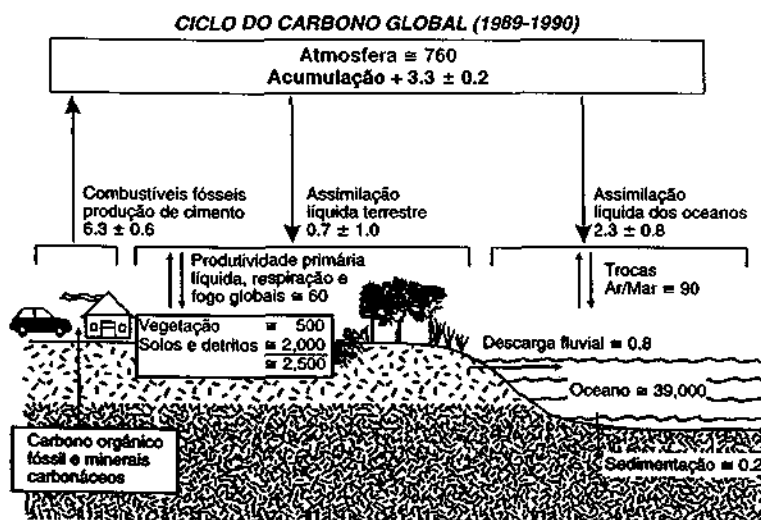 CICLO DO CARBONO GLOBAL (1989-1990)
Atmosfera ≅ 760
Acumulação + 3.3 ± 0.2
Combustíveis fósseis
produção de cimento
6.3 ± 0.6
Assimilação
líquida terrestre
0.7 ± 1.0
Assimilação
líquida dos oceanos
2.3 ± 0.8
Produtividade primária
líquida, respiração e
fogo globais ≅ 60
Trocas
Ar/Mar ≅ 90
Vegetação ≅ 500
Solos e detritos ≅ 2,000
≅ 2,500
Descarga fluvial ≅ 0.8
Oceano ≅ 39,000
Carbono orgânico
fóssil e minerais
carbonáceos
Sedimentação ≅ 0.2